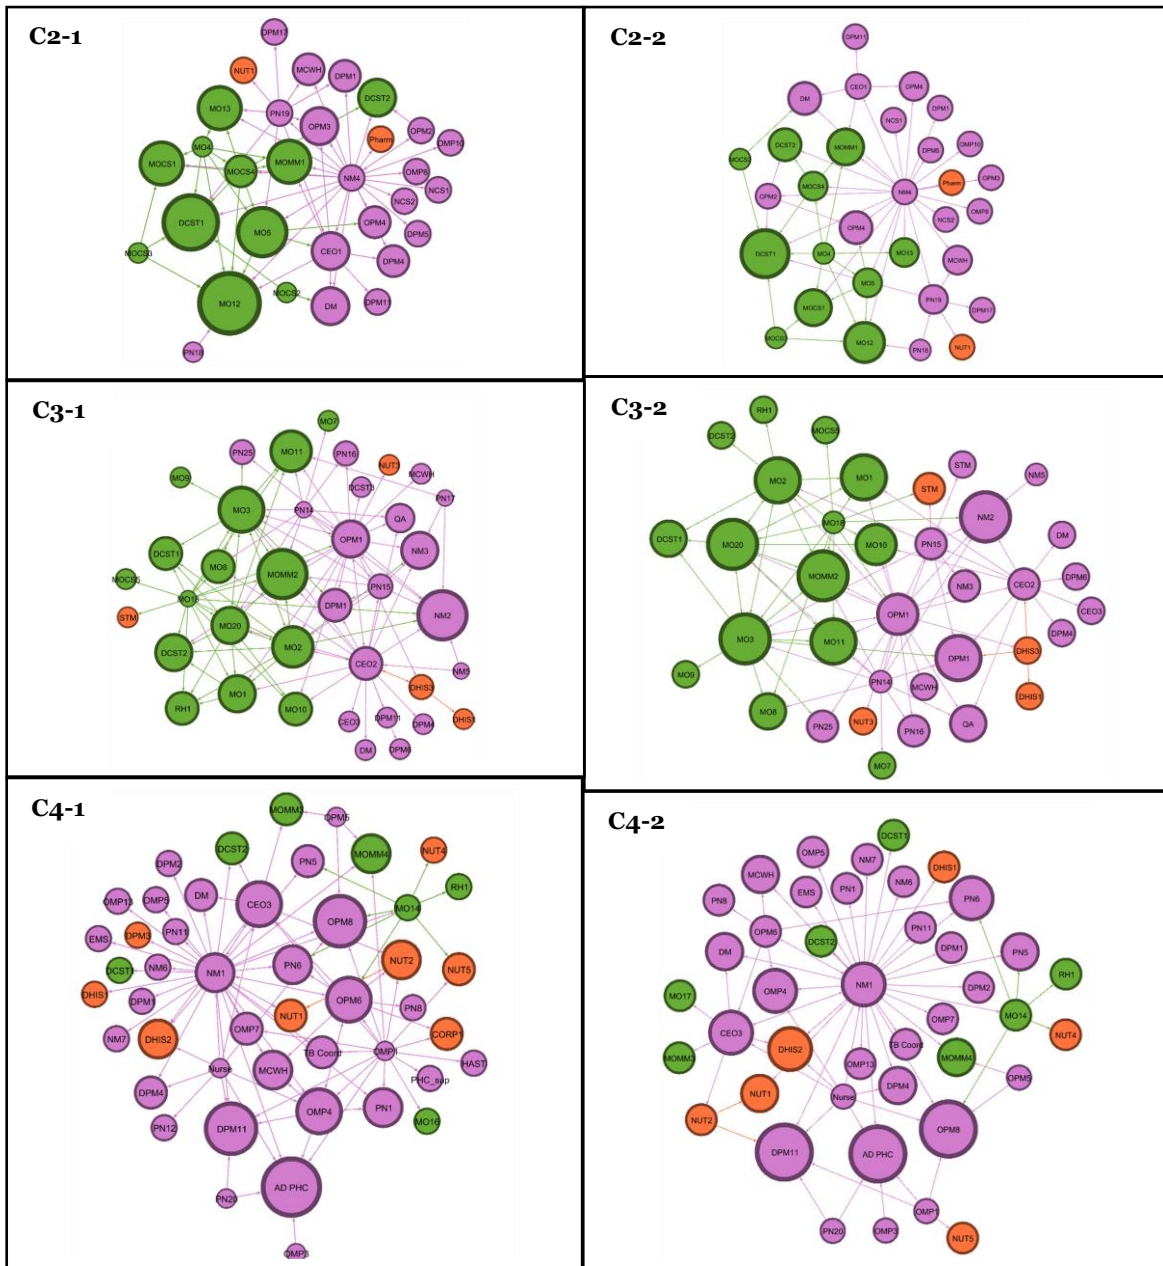 C2-1
DPM17
NUT1
MCWH
DPM1
DCST2
MO13
PN19
OPM3
OPM2
Pharm
OMP10
MO4
MOCS1
MOCS4
MOMM1
NM4
OMP8
NCS1
NCS2
DCST1
MO5
OPM4
DPM5
MOCS3
CEO1
DPM4
MOCS2
MO12
DM
DPM11
PN18
C2-2
DPM11
DM
CEO1
DPM4
NCS1
DPM1
DCST2
MOMM1
DPM5
OMP10
MOCS2
MOCS4
NM4
Pharm
OPM3
OPM2
NCS2
OMP8
OPM4
DCST1
MO4
MO13
MCWH
MO5
MOCS1
PN19
DPM17
MOCS3
MO12
PN18
NUT1
C3-1
MO7
PN25
MO11
PN16
NUT3
MO9
DCST3
MCWH
PN17
MO3
PN14
QA
OPM1
NM3
DCST1
MO8
MOMM2
MOCS5
PN15
MO18
DPM1
STM
NM2
MO20
DCST2
MO2
CEO2
NM5
RH1
MO1
MO10
DHIS3
CEO3
DPM11
DPM4
DHIS1
DM
DPM6
C3-2
RH1
DCST2
MOCS5
MO2
MO1
STM
STM
NM5
NM2
DCST1
MO18
MO20
MO10
PN15
DM
MOMM2
NM3
CEO2
DPM6
OPM1
CEO3
MO3
MO11
DPM4
DPM1
DHIS3
MO9
PN14
MCWH
DHIS1
MO8
PN25
NUT3
PN16
QA
MO7
C4-1
MOMM3
OPM5
DCST2
MOMM4
NUT4
DPM2
PN5
RH1
OMP13
OMP5
DM
CEO3
MO14
OPM8
EMS
DPM3
PN11
NUT2
DCST1
NM6
NM1
PN6
NUT5
DHIS1
DPM1
OPM6
PN8
NUT1
NM7
DHIS2
OMP7
CORP1
TB Coord
OMP1
HAST
Nurse
MCWH
PHC_sup
DPM4
OMP4
PN1
PN12
DPM11
MO16
AD PHC
PN20
OMP3
C4-2
DCST1
OMP5
NM7
DHIS1
MCWH
EMS
PN1
NM6
PN6
PN8
OPM6
PN11
DCST2
DPM1
PN5
DM
RH1
OMP4
NM1
DPM2
MO17
MO14
CEO3
OMP7
NUT4
DHIS2
TB Coord
MOMM3
OMP13
MOMM4
OPM5
NUT1
Nurse
DPM4
NUT2
OPM8
DPM11
AD PHC
OMP1
PN20
OMP3
NUT5